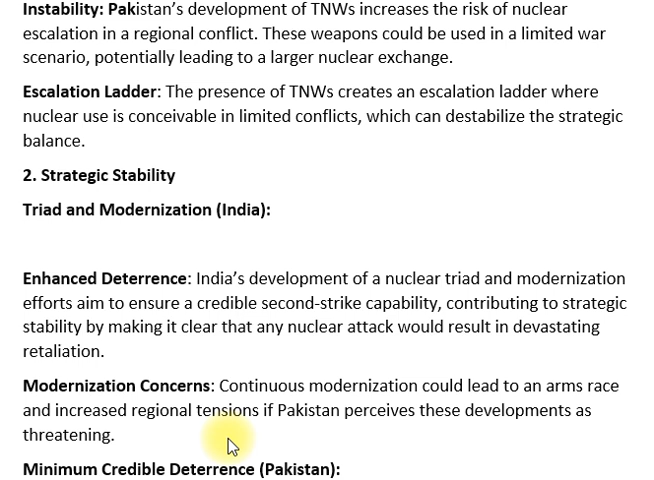 Instability: Pakistan’s development of TNWs increases the risk of nuclear
escalation in a regional conflict. These weapons could be used in a limited war
scenario, potentially leading to a larger nuclear exchange.
Escalation Ladder: The presence of TNWs creates an escalation ladder where
nuclear use is conceivable in limited conflicts, which can destabilize the strategic
balance.
2. Strategic Stability
Triad and Modernization (India):
Enhanced Deterrence: India’s development of a nuclear triad and modernization
efforts aim to ensure a credible second-strike capability, contributing to strategic
stability by making it clear that any nuclear attack would result in devastating
retaliation.
Modernization Concerns: Continuous modernization could lead to an arms race
and increased regional tensions if Pakistan perceives these developments as
threatening.
Minimum Credible Deterrence (Pakistan):